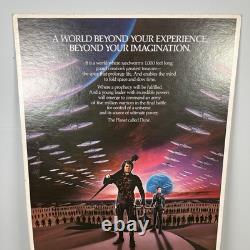 A WORLD BEYOND YOUR EXPERIENCE,
BEYOND YOUR IMAGINATION.
It is a world where sandworms 1,000 feet long
guard creation's greatest treasure—
the spice that prolongs life. And enables the mind
to fold space and time.
Where a prophecy will be fulfilled.
And a young leader with incredible powers
will emerge to command an army of
five million warriors in the final battle
for control of the universe
and its source of ultimate power.
The Planet called Dune.
thumbimg.com